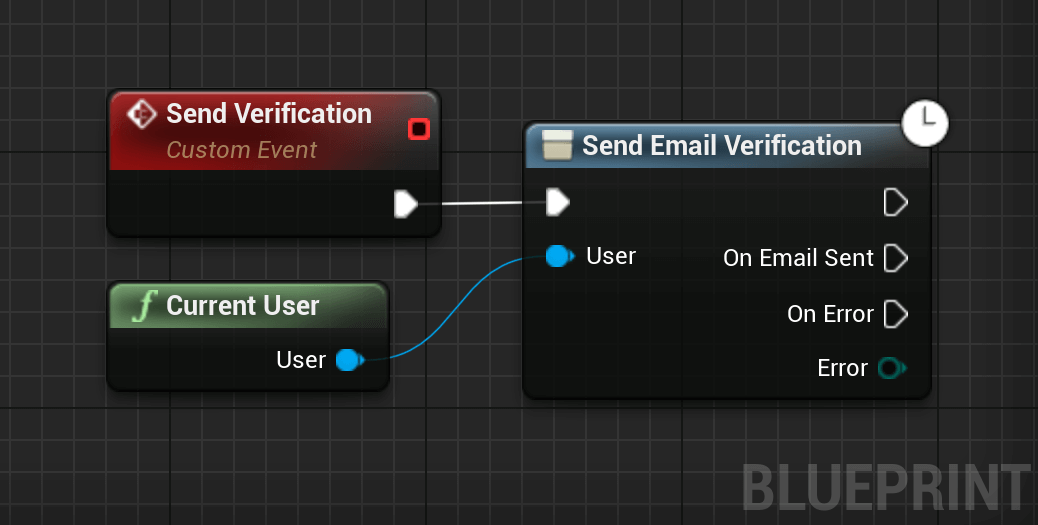 Send Verification
Custom Event
Current User
User
Send Email Verification
User
On Email Sent
On Error
Error
BLUEPRINT